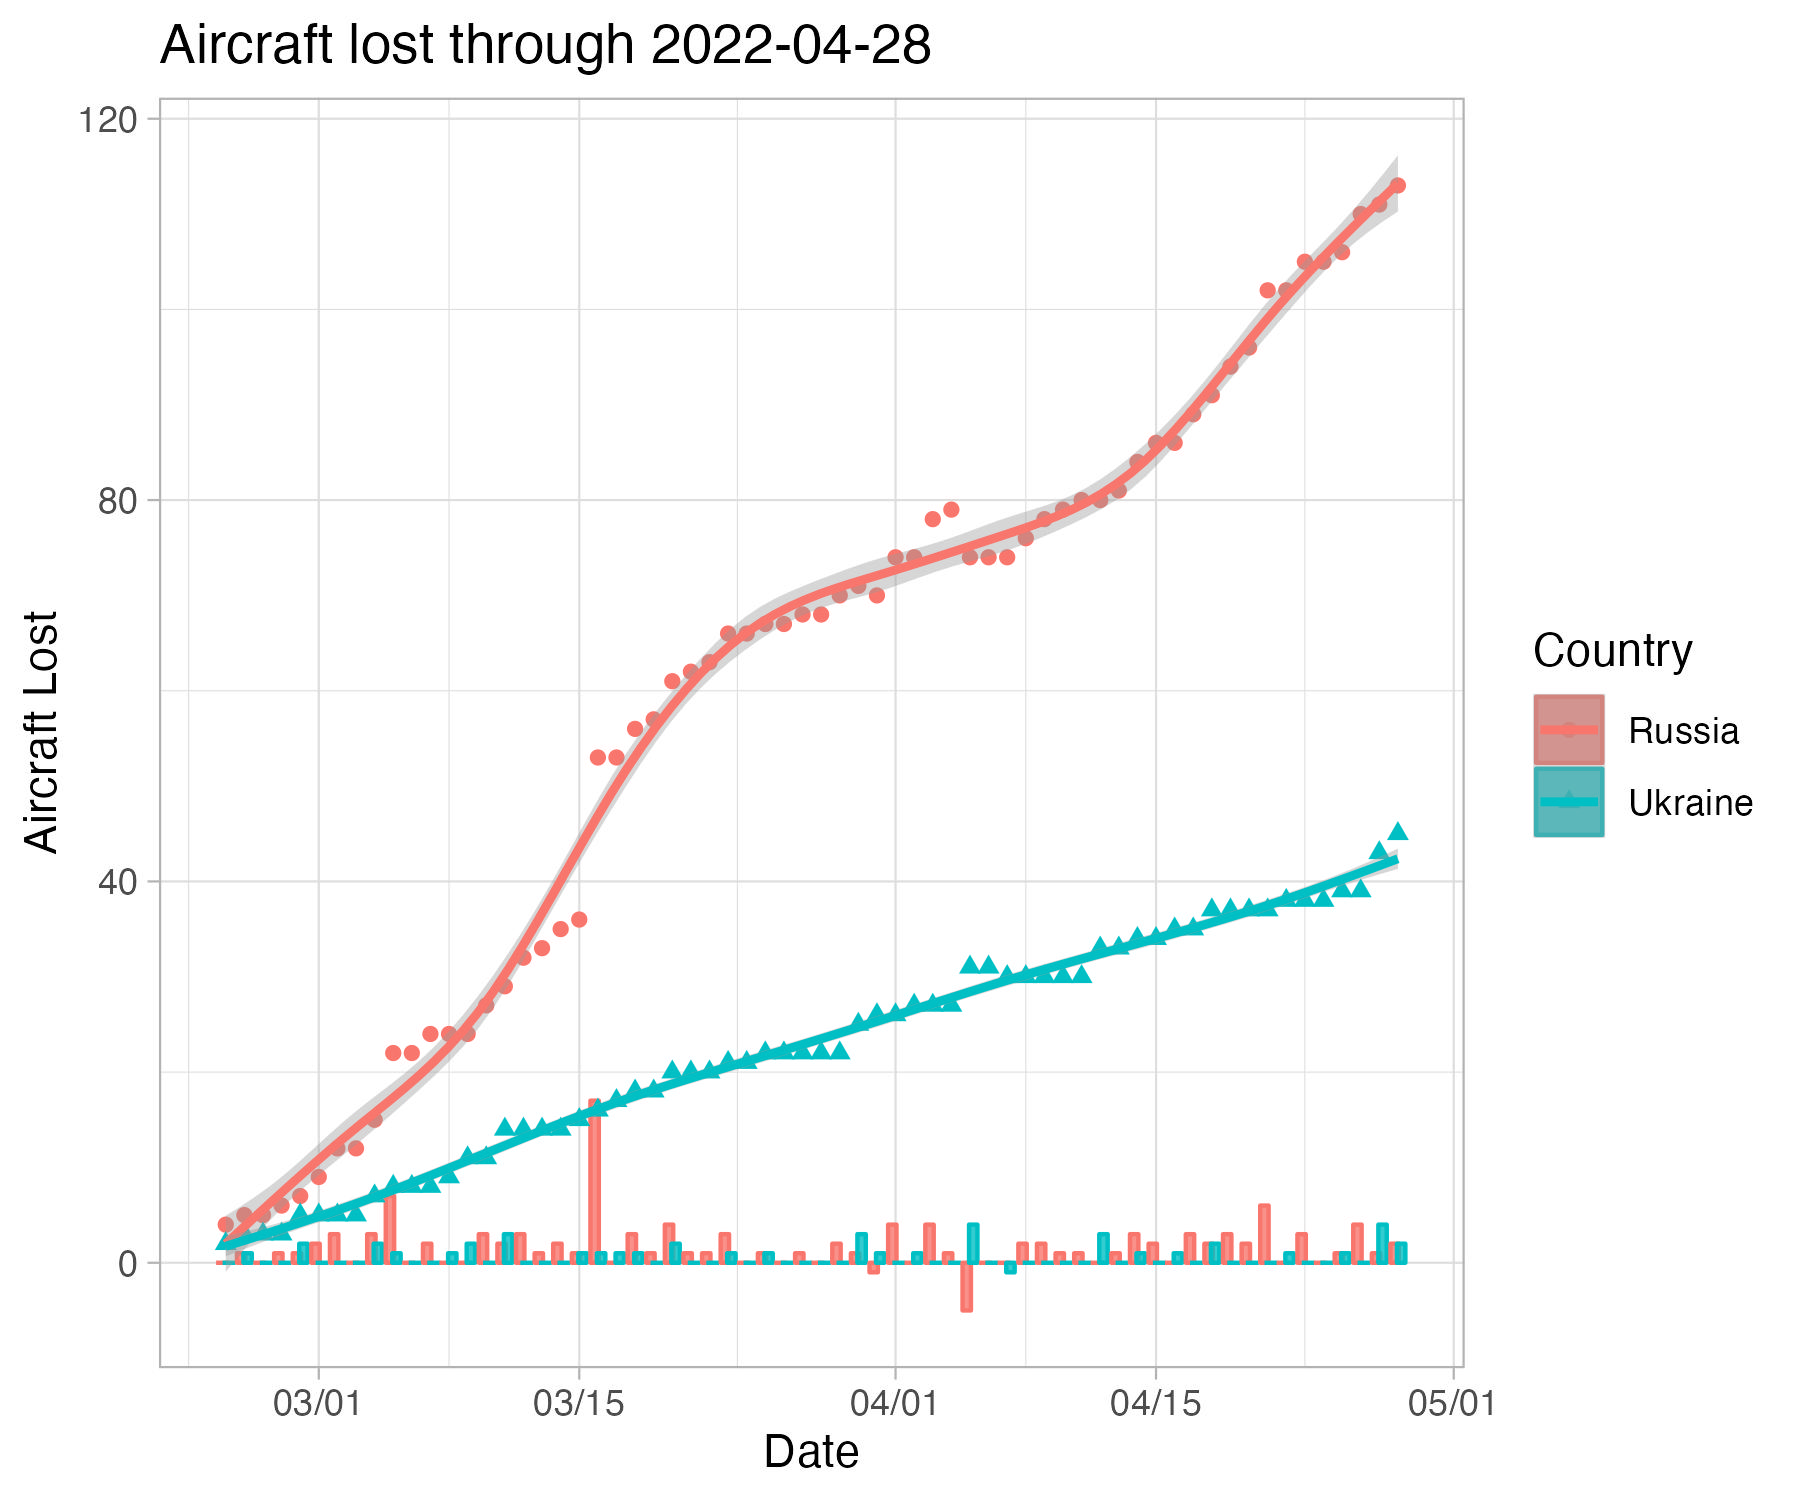 Aircraft lost through 2022-04-28
120
80
40
0
Aircraft Lost
03/01 03/15 04/01 04/15 05/01
Date
Country
Russia
Ukraine